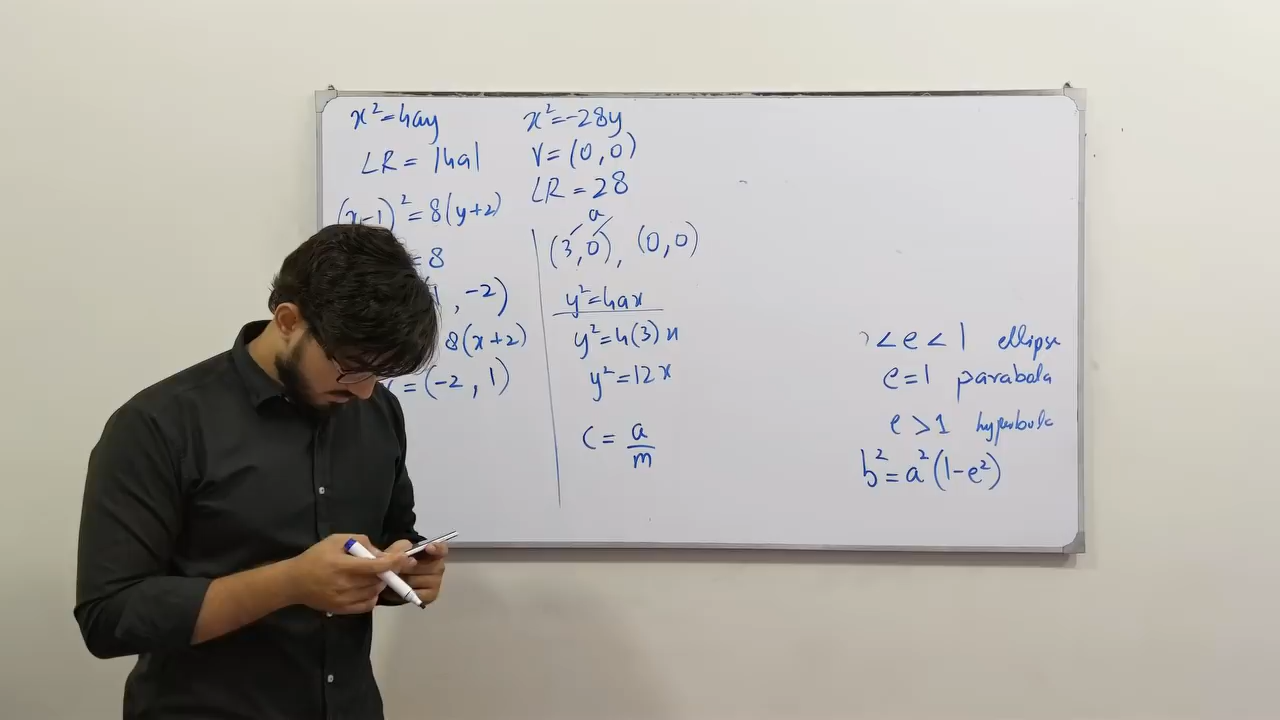 x²=4ay
LR = |4a|
(x-1)² = 8(y+2)
= 8
, -2)
8(x+2)
= (-2, 1)
x²=-28y
V=(0,0)
LR = 28
a
(3,0), (0,0)
y²=4ax
y²=4(3)x
y²=12x
c = a/m
< e < 1 ellipse
e=1 parabola
e>1 hyperbola
b²=a²(1-e²)